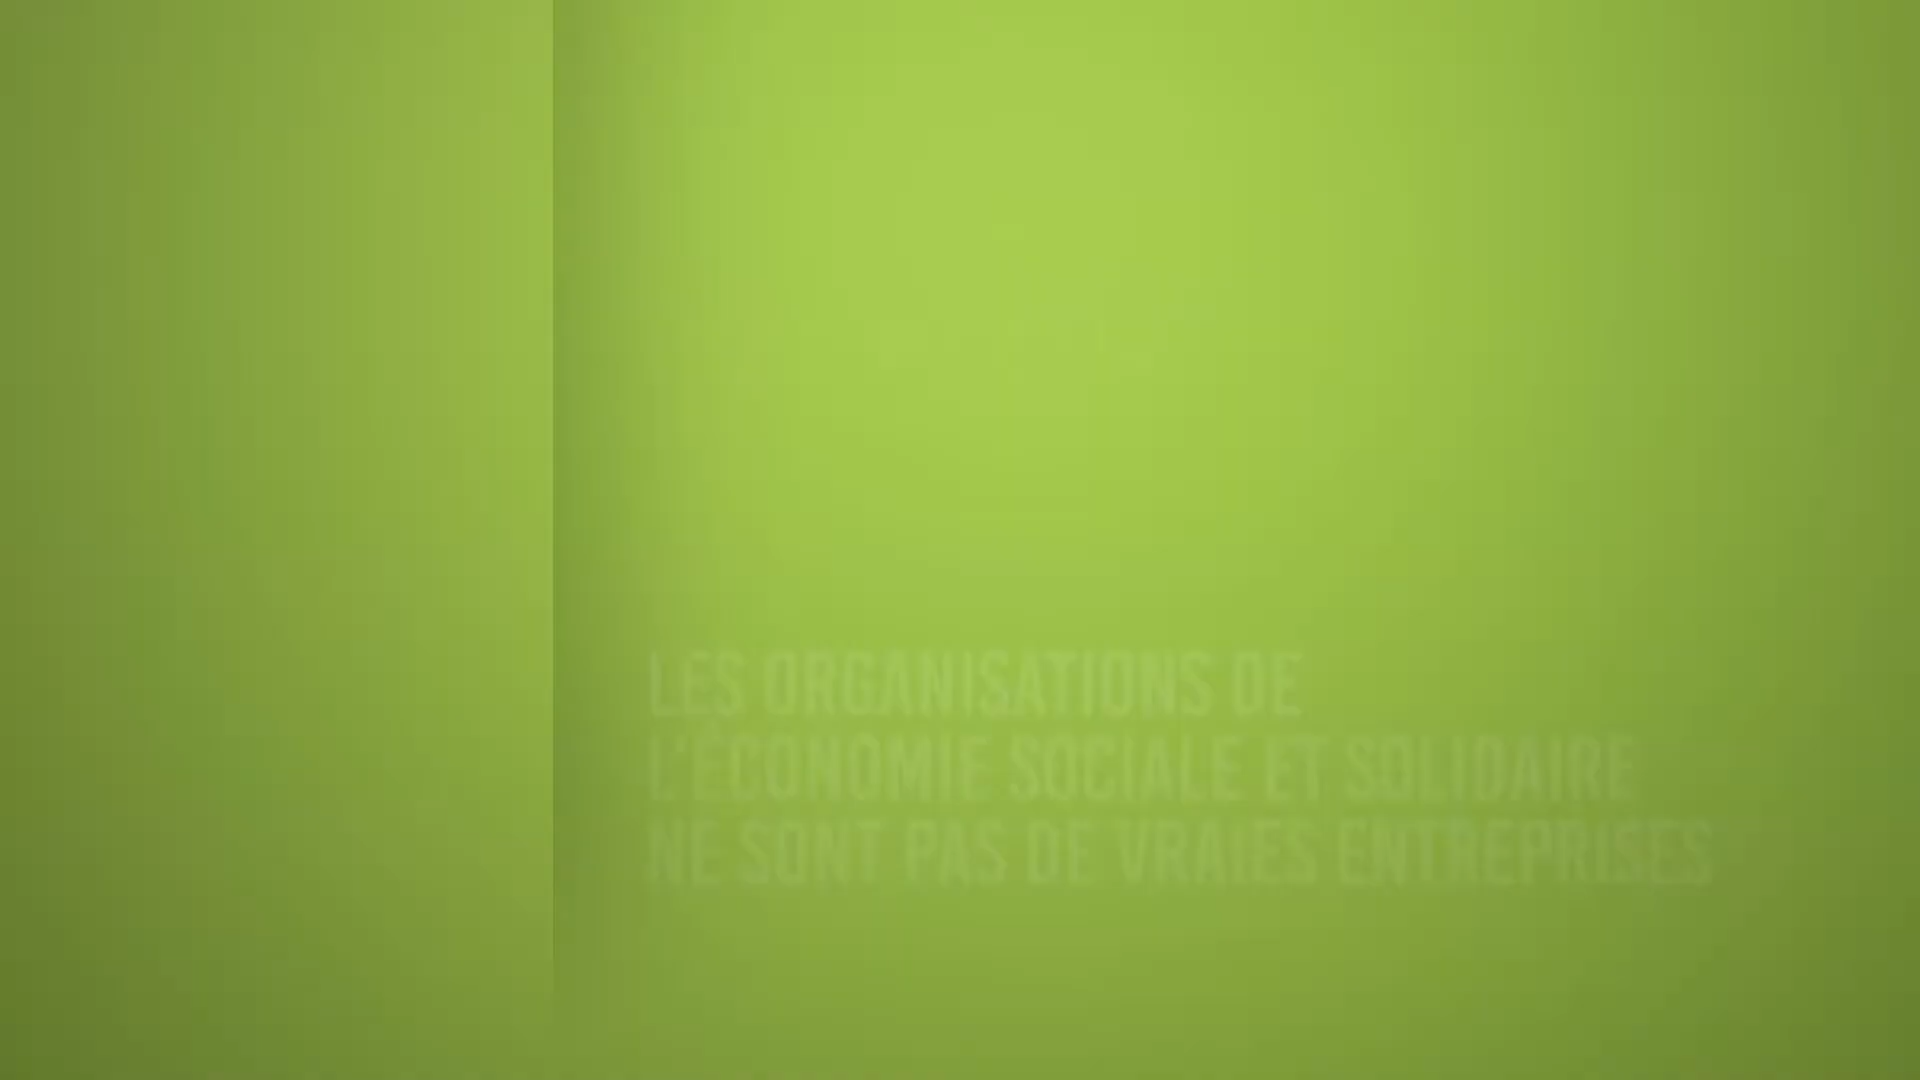 LES ORGANISATIONS DE
L'ÉCONOMIE SOCIALE ET SOLIDAIRE
NE SONT PAS DE VRAIES ENTREPRISES